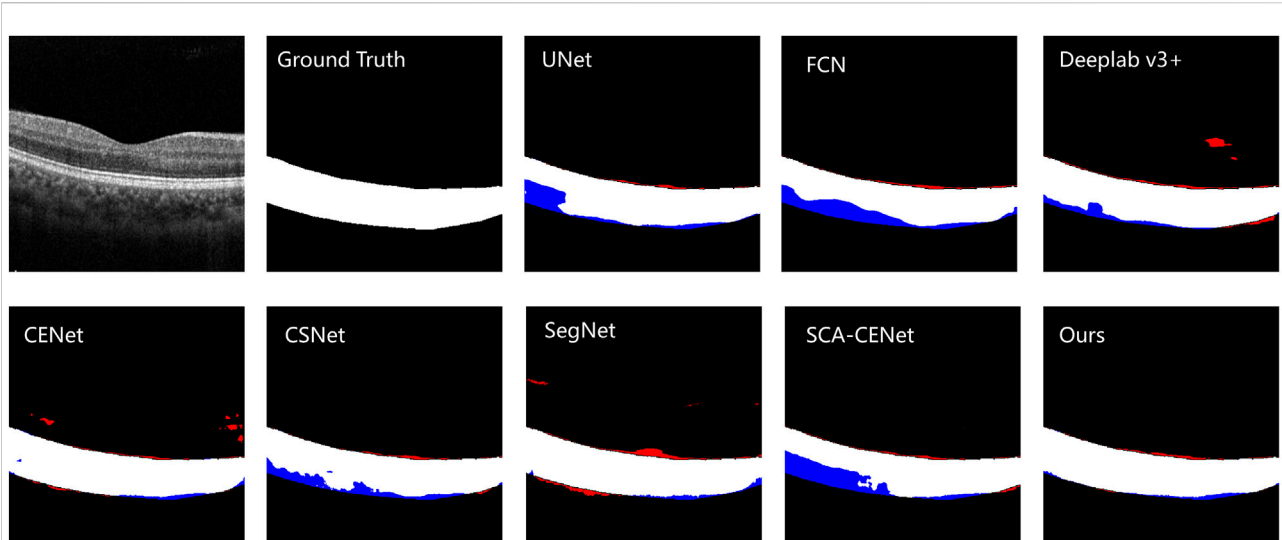 Ground Truth
UNet
FCN
Deeplab v3+
CENet
CSNet
SegNet
SCA-CENet
Ours